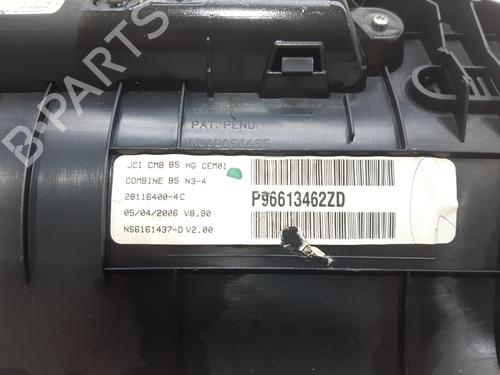 PAT. PEND.
JCI CMB B5 HG CEM01
COMBINE B5 N3-4
28116400-4C
05/04/2006 V8.90
NS6161437-D V2.00
P96613462ZD
B-PARTS